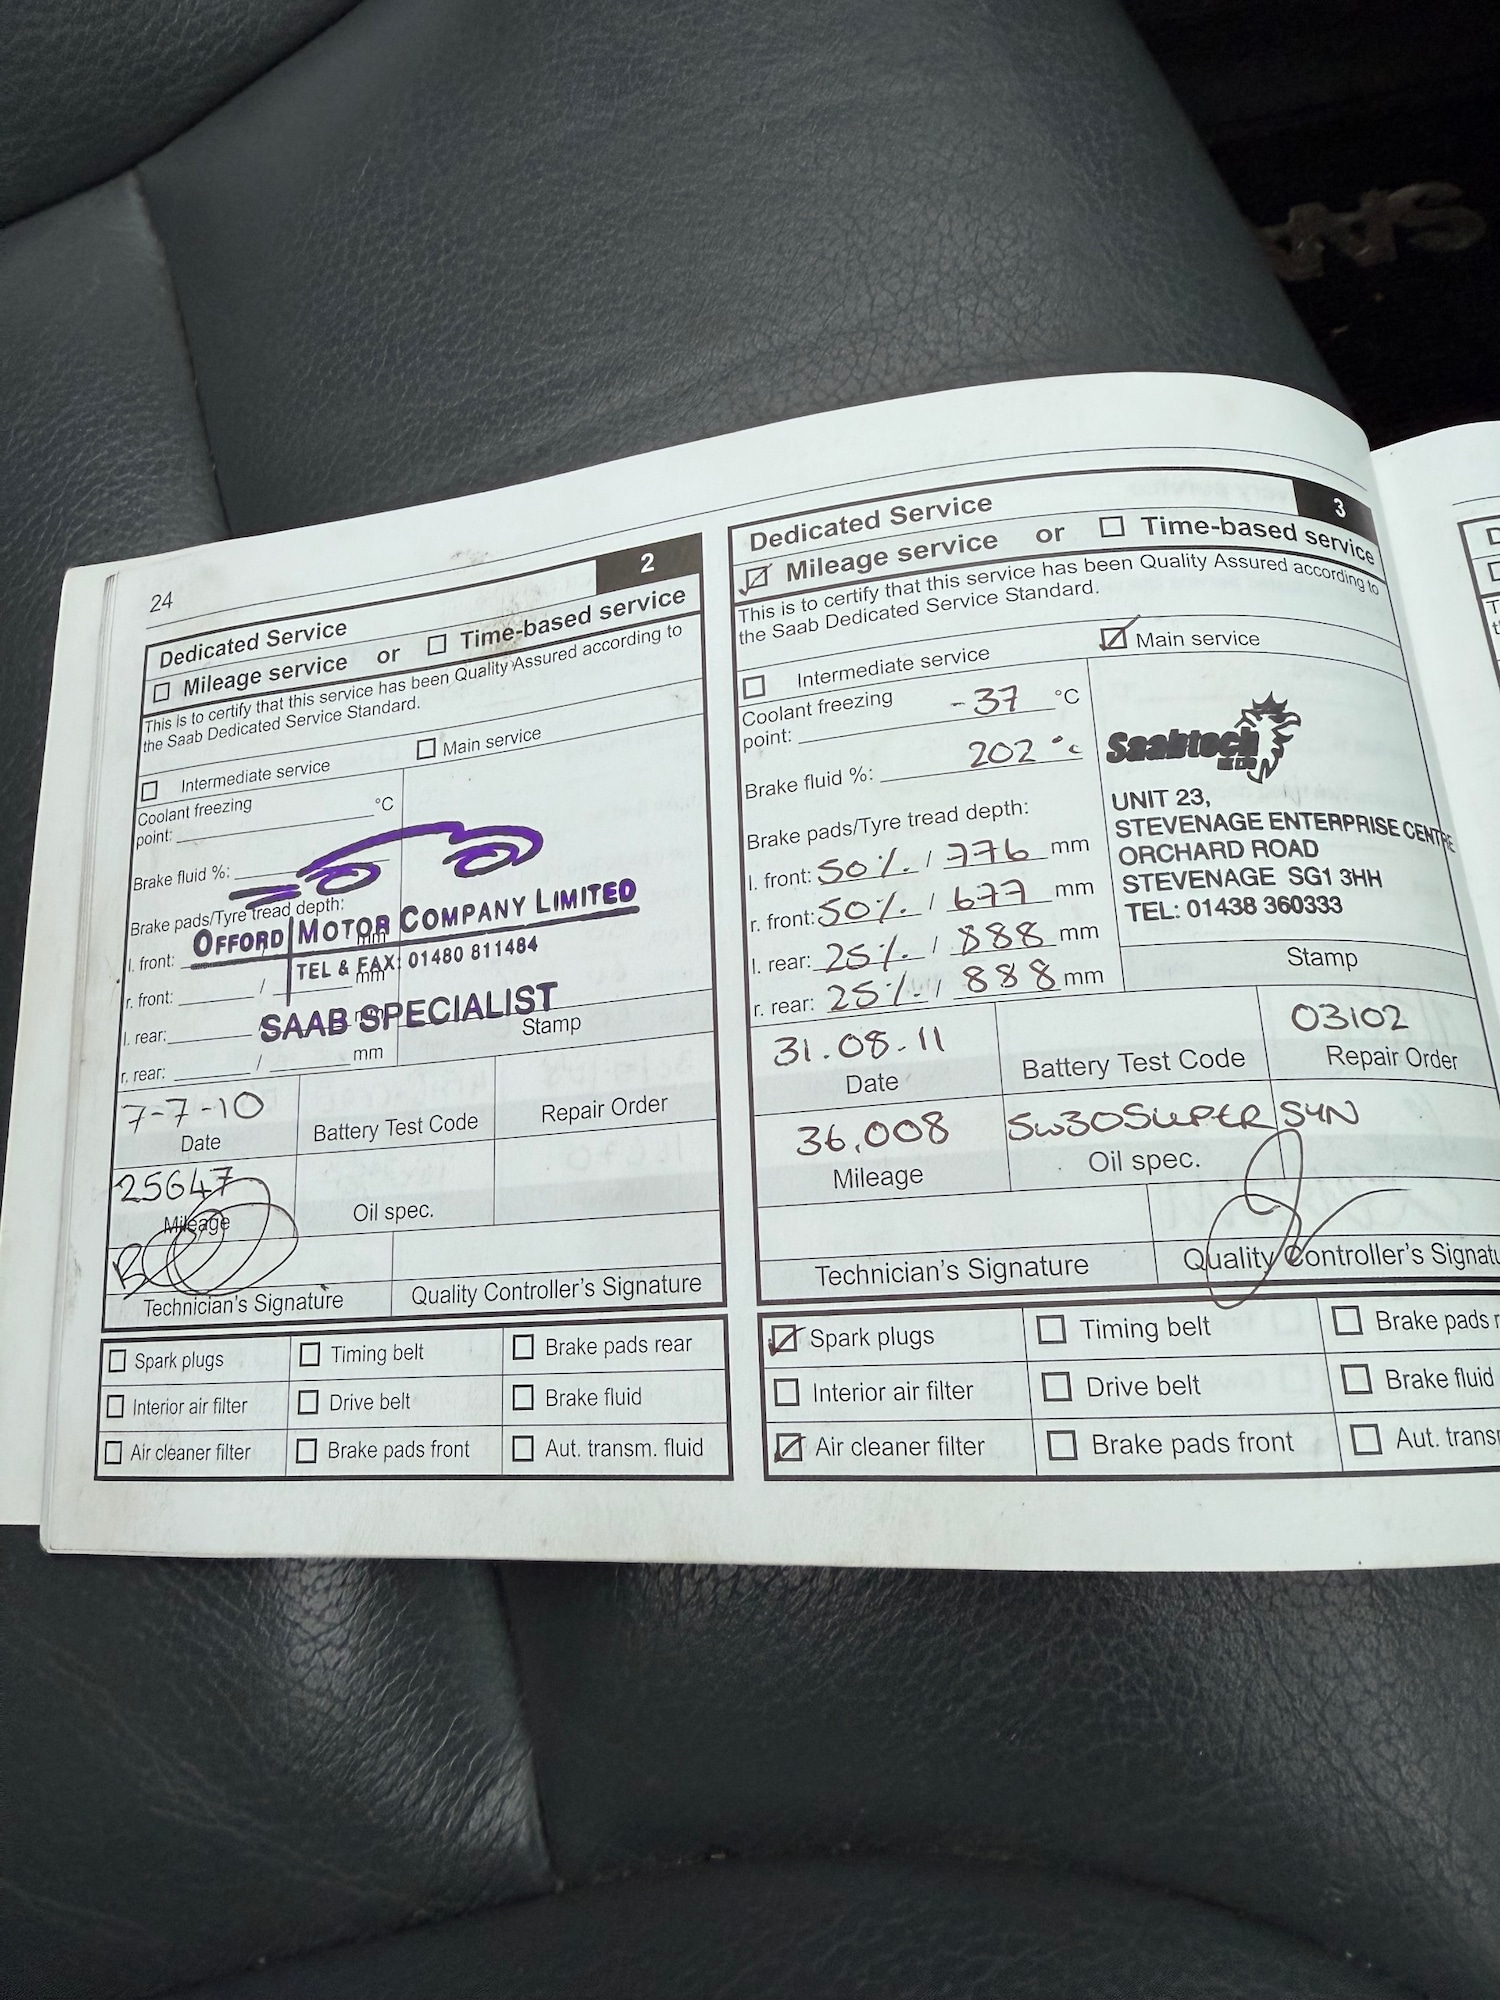 24
2
Dedicated Service
Mileage service or Time-based service
This is to certify that this service has been Quality Assured according to
the Saab Dedicated Service Standard.
Intermediate service
Main service
Coolant freezing
point: °C
Brake fluid %:
Brake pads/Tyre tread depth:
OFFORD MOTOR COMPANY LIMITED
TEL & FAX: 01480 811484
SAAB SPECIALIST
l. front: mm
r. front: / mm
l. rear: mm
r. rear: / mm
Stamp
7-7-10
Date
Battery Test Code
Repair Order
25647
Mileage
Oil spec.
Technician's Signature
Quality Controller's Signature
Spark plugs
Timing belt
Brake pads rear
Interior air filter
Drive belt
Brake fluid
Air cleaner filter
Brake pads front
Aut. transm. fluid
3
Dedicated Service
Mileage service or Time-based service
This is to certify that this service has been Quality Assured according to
the Saab Dedicated Service Standard.
Intermediate service
Main service
Coolant freezing
point: -37 °C
Brake fluid %: 202 °c
Brake pads/Tyre tread depth:
l. front: 50% / 776 mm
r. front: 50% / 677 mm
l. rear: 25% / 888 mm
r. rear: 25% / 888 mm
Saabtech
UNIT 23,
STEVENAGE ENTERPRISE CENTRE
ORCHARD ROAD
STEVENAGE SG1 3HH
TEL: 01438 360333
Stamp
31.08.11
Date
Battery Test Code
03102
Repair Order
36,008
Mileage
5W30 SUPER SYN
Oil spec.
Technician's Signature
Quality Controller's Signatu
Spark plugs
Timing belt
Brake pads r
Interior air filter
Drive belt
Brake fluid
Air cleaner filter
Brake pads front
Aut. trans
SAA